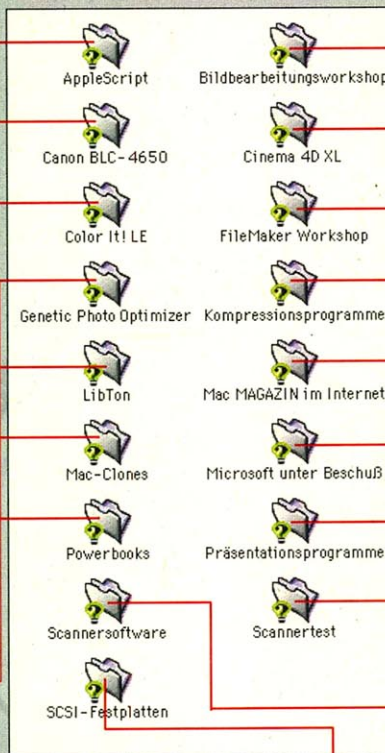 AppleScript
Bildbearbeitungsworkshop
Canon BLC-4650
Cinema 4D XL
Color It! LE
FileMaker Workshop
Genetic Photo Optimizer
Kompressionsprogramme
LibTon
Mac MAGAZIN im Internet
Mac-Clones
Microsoft unter Beschuß
Powerbooks
Präsentationsprogramme
Scannersoftware
Scannertest
SCSI-Festplatten